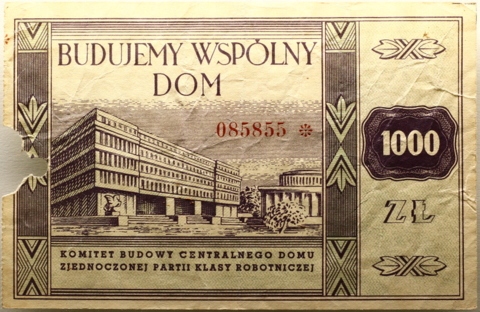 BUDUJEMY WSPÓLNY
DOM
085855 *
1000
ZŁ
KOMITET BUDOWY CENTRALNEGO DOMU
ZJEDNOCZONEJ PARTII KLASY ROBOTNICZEJ